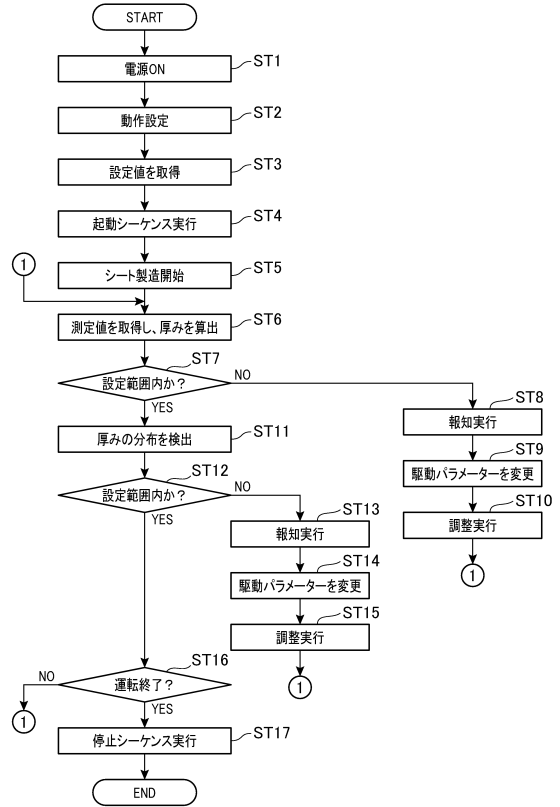 START
電源ON
ST1
動作設定
ST2
設定値を取得
ST3
起動シーケンス実行
ST4
シート製造開始
ST5
1
測定値を取得し、厚みを算出
ST6
ST7
設定範囲内か？
NO
YES
ST8
報知実行
ST9
駆動パラメーターを変更
ST10
調整実行
1
厚みの分布を検出
ST11
ST12
設定範囲内か？
NO
YES
ST13
報知実行
ST14
駆動パラメーターを変更
ST15
調整実行
1
ST16
運転終了？
NO
YES
1
停止シーケンス実行
ST17
END